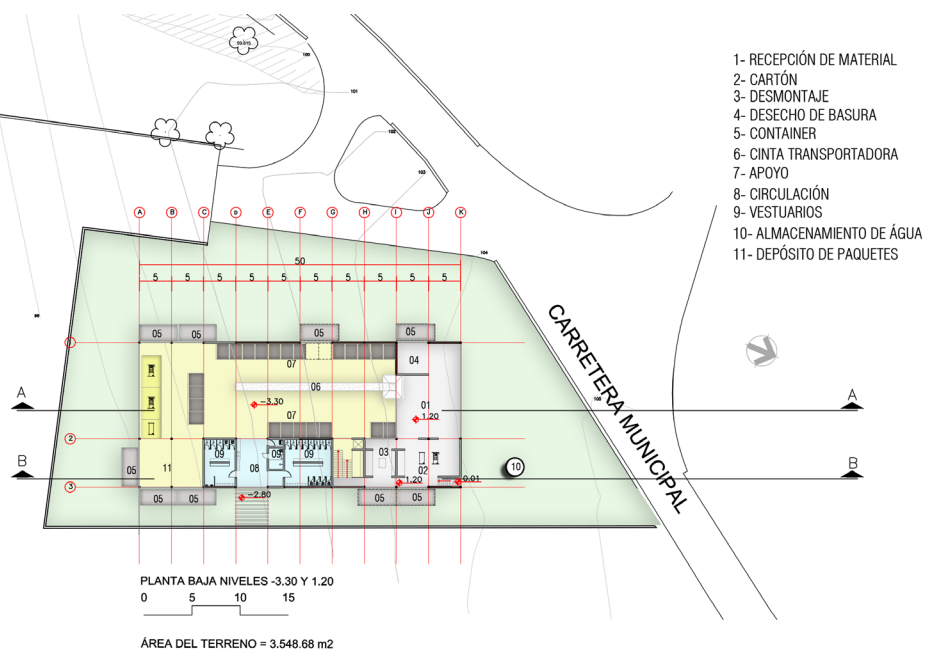 1- RECEPCIÓN DE MATERIAL
2- CARTÓN
3- DESMONTAJE
4- DESECHO DE BASURA
5- CONTAINER
6- CINTA TRANSPORTADORA
7- APOYO
8- CIRCULACIÓN
9- VESTUARIOS
10- ALMACENAMIENTO DE ÁGUA
11- DEPÓSITO DE PAQUETES
100
101
102
103
104
A B C D E F G H I J K
50
5 5 5 5 5 5 5 5 5 5
CARRETERA MUNICIPAL
05 05 05 05
07 04
06
A A
-3.30 01
07 1.20
2
09 09 09 03
B B
05 11 08 02 10
1.20 0.01
3
05 05 -2.80 05 05
PLANTA BAJA NIVELES -3.30 Y 1.20
0 5 10 15
ÁREA DEL TERRENO = 3.548.68 m2